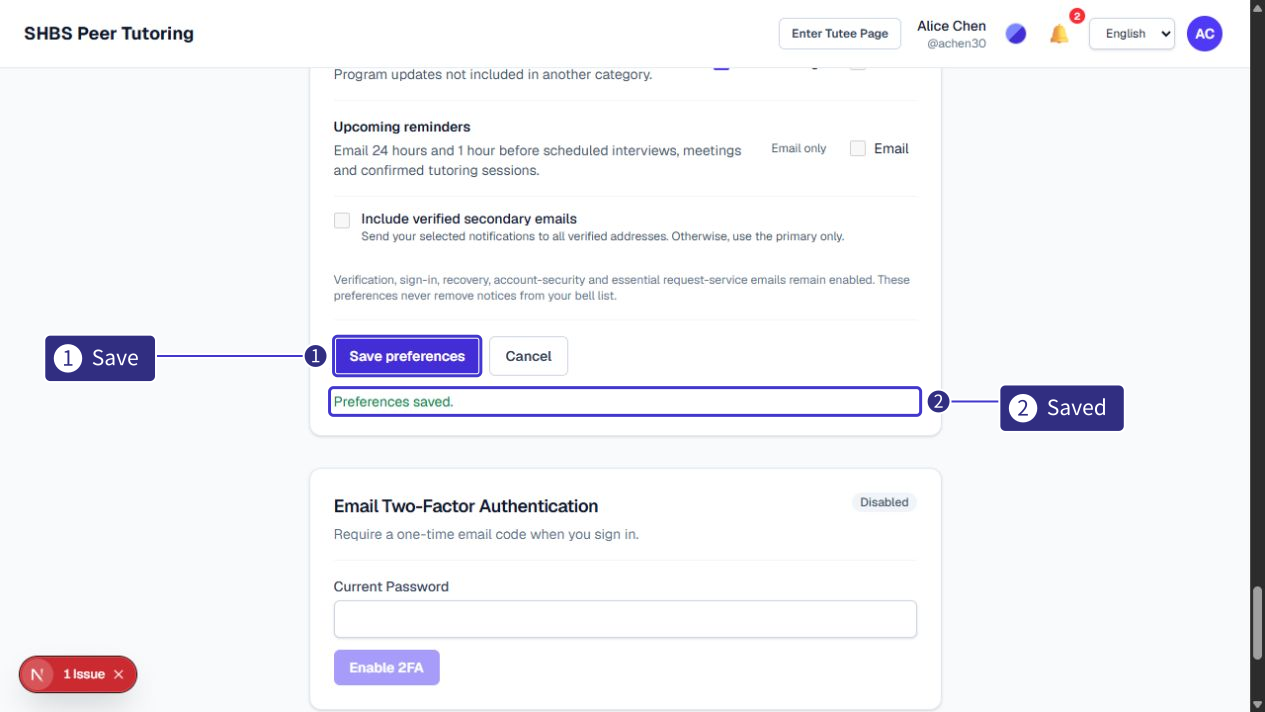 SHBS Peer Tutoring
Enter Tutee Page
Alice Chen
@achen30
2
English
AC
Program updates not included in another category.
Upcoming reminders
Email 24 hours and 1 hour before scheduled interviews, meetings
and confirmed tutoring sessions.
Email only
Email
Include verified secondary emails
Send your selected notifications to all verified addresses. Otherwise, use the primary only.
Verification, sign-in, recovery, account-security and essential request-service emails remain enabled. These
preferences never remove notices from your bell list.
1 Save
1
Save preferences
Cancel
Preferences saved.
2
2 Saved
Email Two-Factor Authentication
Disabled
Require a one-time email code when you sign in.
Current Password
Enable 2FA
N 1 Issue